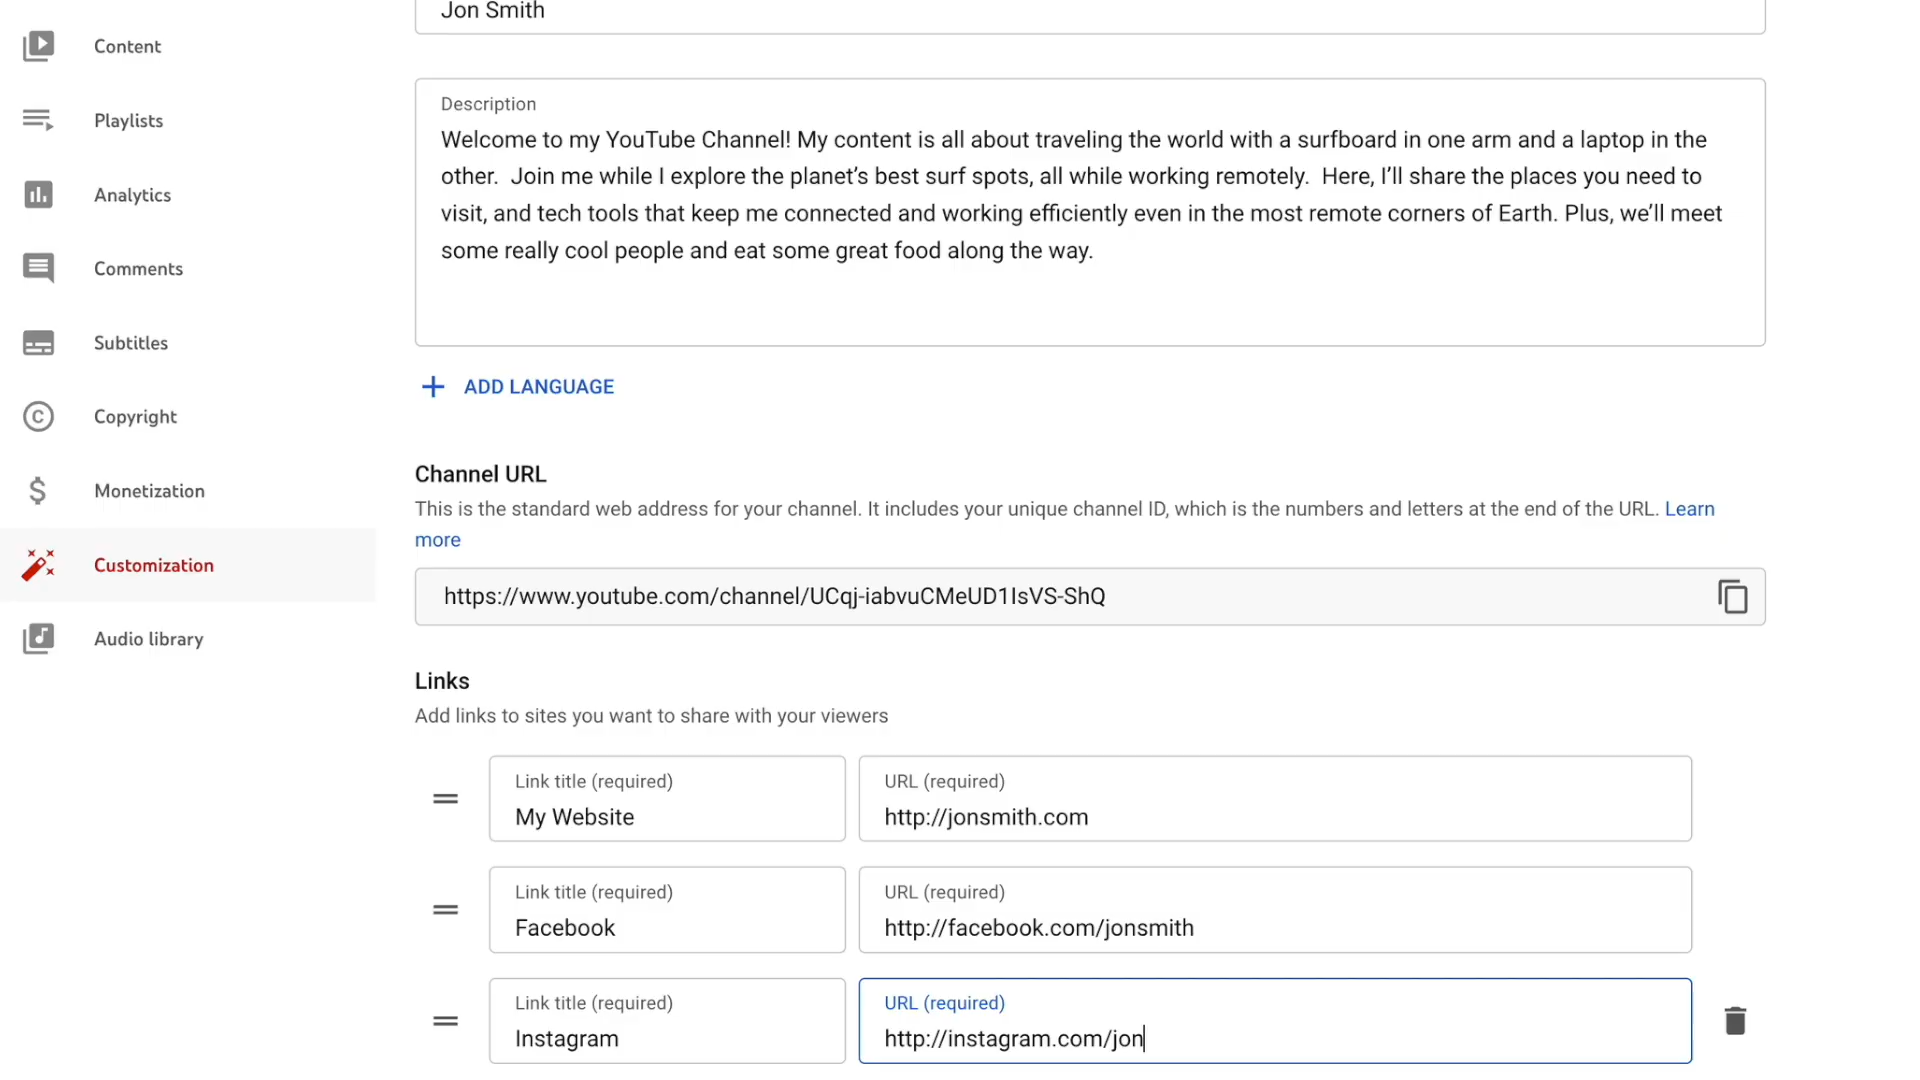 Content
Playlists
Analytics
Comments
Subtitles
Copyright
Monetization
Customization
Audio library
Jon Smith
Description
Welcome to my YouTube Channel! My content is all about traveling the world with a surfboard in one arm and a laptop in the
other.  Join me while I explore the planet’s best surf spots, all while working remotely.  Here, I’ll share the places you need to
visit, and tech tools that keep me connected and working efficiently even in the most remote corners of Earth. Plus, we’ll meet
some really cool people and eat some great food along the way.
ADD LANGUAGE
Channel URL
This is the standard web address for your channel. It includes your unique channel ID, which is the numbers and letters at the end of the URL. Learn
more
https://www.youtube.com/channel/UCqj-iabvuCMeUD1IsVS-ShQ
Links
Add links to sites you want to share with your viewers
Link title (required)
My Website
URL (required)
http://jonsmith.com
Link title (required)
Facebook
URL (required)
http://facebook.com/jonsmith
Link title (required)
Instagram
URL (required)
http://instagram.com/jon